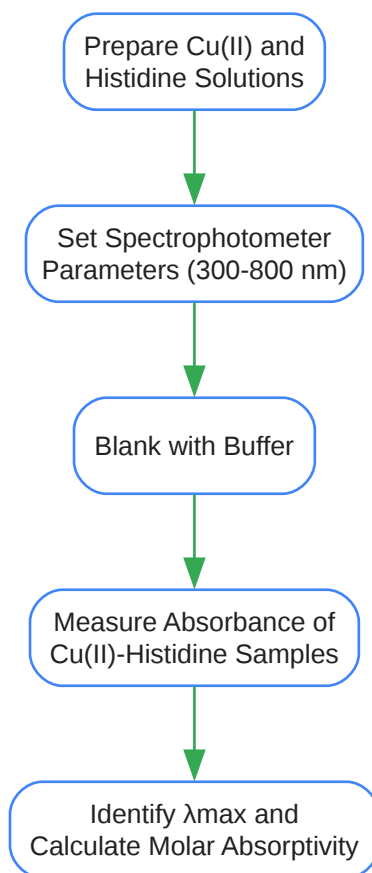 Prepare Cu(II) and
Histidine Solutions
Set Spectrophotometer
Parameters (300-800 nm)
Blank with Buffer
Measure Absorbance of
Cu(II)-Histidine Samples
Identify λmax and
Calculate Molar Absorptivity